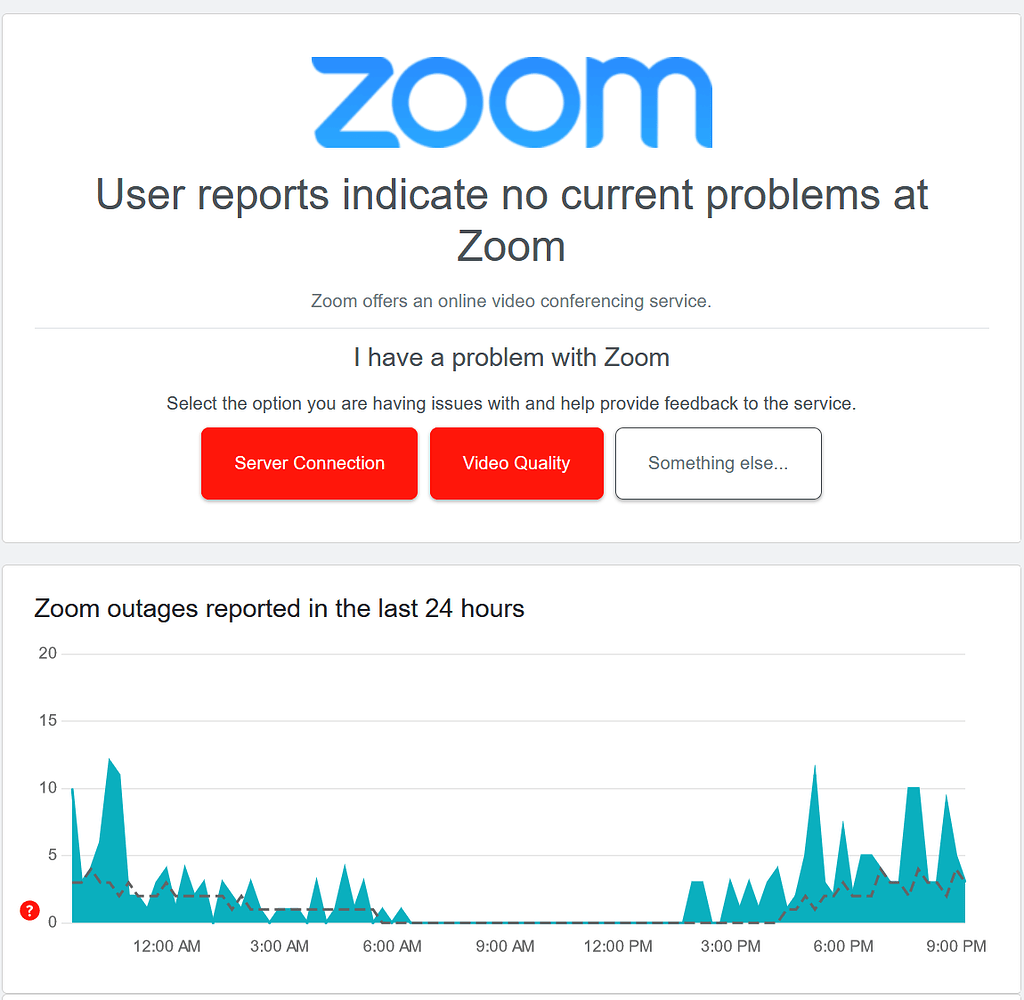 zoom
User reports indicate no current problems at
Zoom
Zoom offers an online video conferencing service.
I have a problem with Zoom
Select the option you are having issues with and help provide feedback to the service.
Server Connection
Video Quality
Something else...
Zoom outages reported in the last 24 hours
20
15
10
5
0
?
12:00 AM
3:00 AM
6:00 AM
9:00 AM
12:00 PM
3:00 PM
6:00 PM
9:00 PM